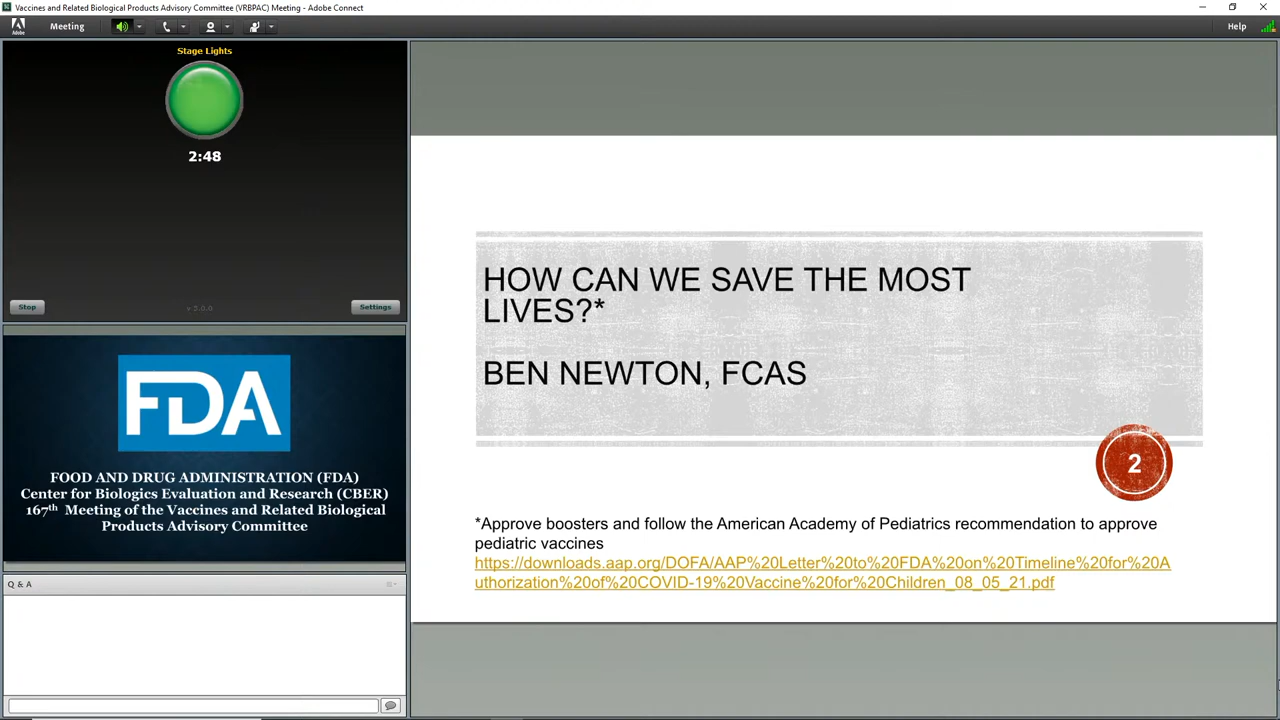 Vaccines and Related Biological Products Advisory Committee (VRBPAC) Meeting - Adobe Connect
Adobe
Meeting
Help
Stage Lights
2:48
Stop
v 5.0.0
Settings
FDA
FOOD AND DRUG ADMINISTRATION (FDA)
Center for Biologics Evaluation and Research (CBER)
167th Meeting of the Vaccines and Related Biological
Products Advisory Committee
Q & A
HOW CAN WE SAVE THE MOST
LIVES?*
BEN NEWTON, FCAS
2
*Approve boosters and follow the American Academy of Pediatrics recommendation to approve
pediatric vaccines
https://downloads.aap.org/DOFA/AAP%20Letter%20to%20FDA%20on%20Timeline%20for%20A
uthorization%20of%20COVID-19%20Vaccine%20for%20Children_08_05_21.pdf